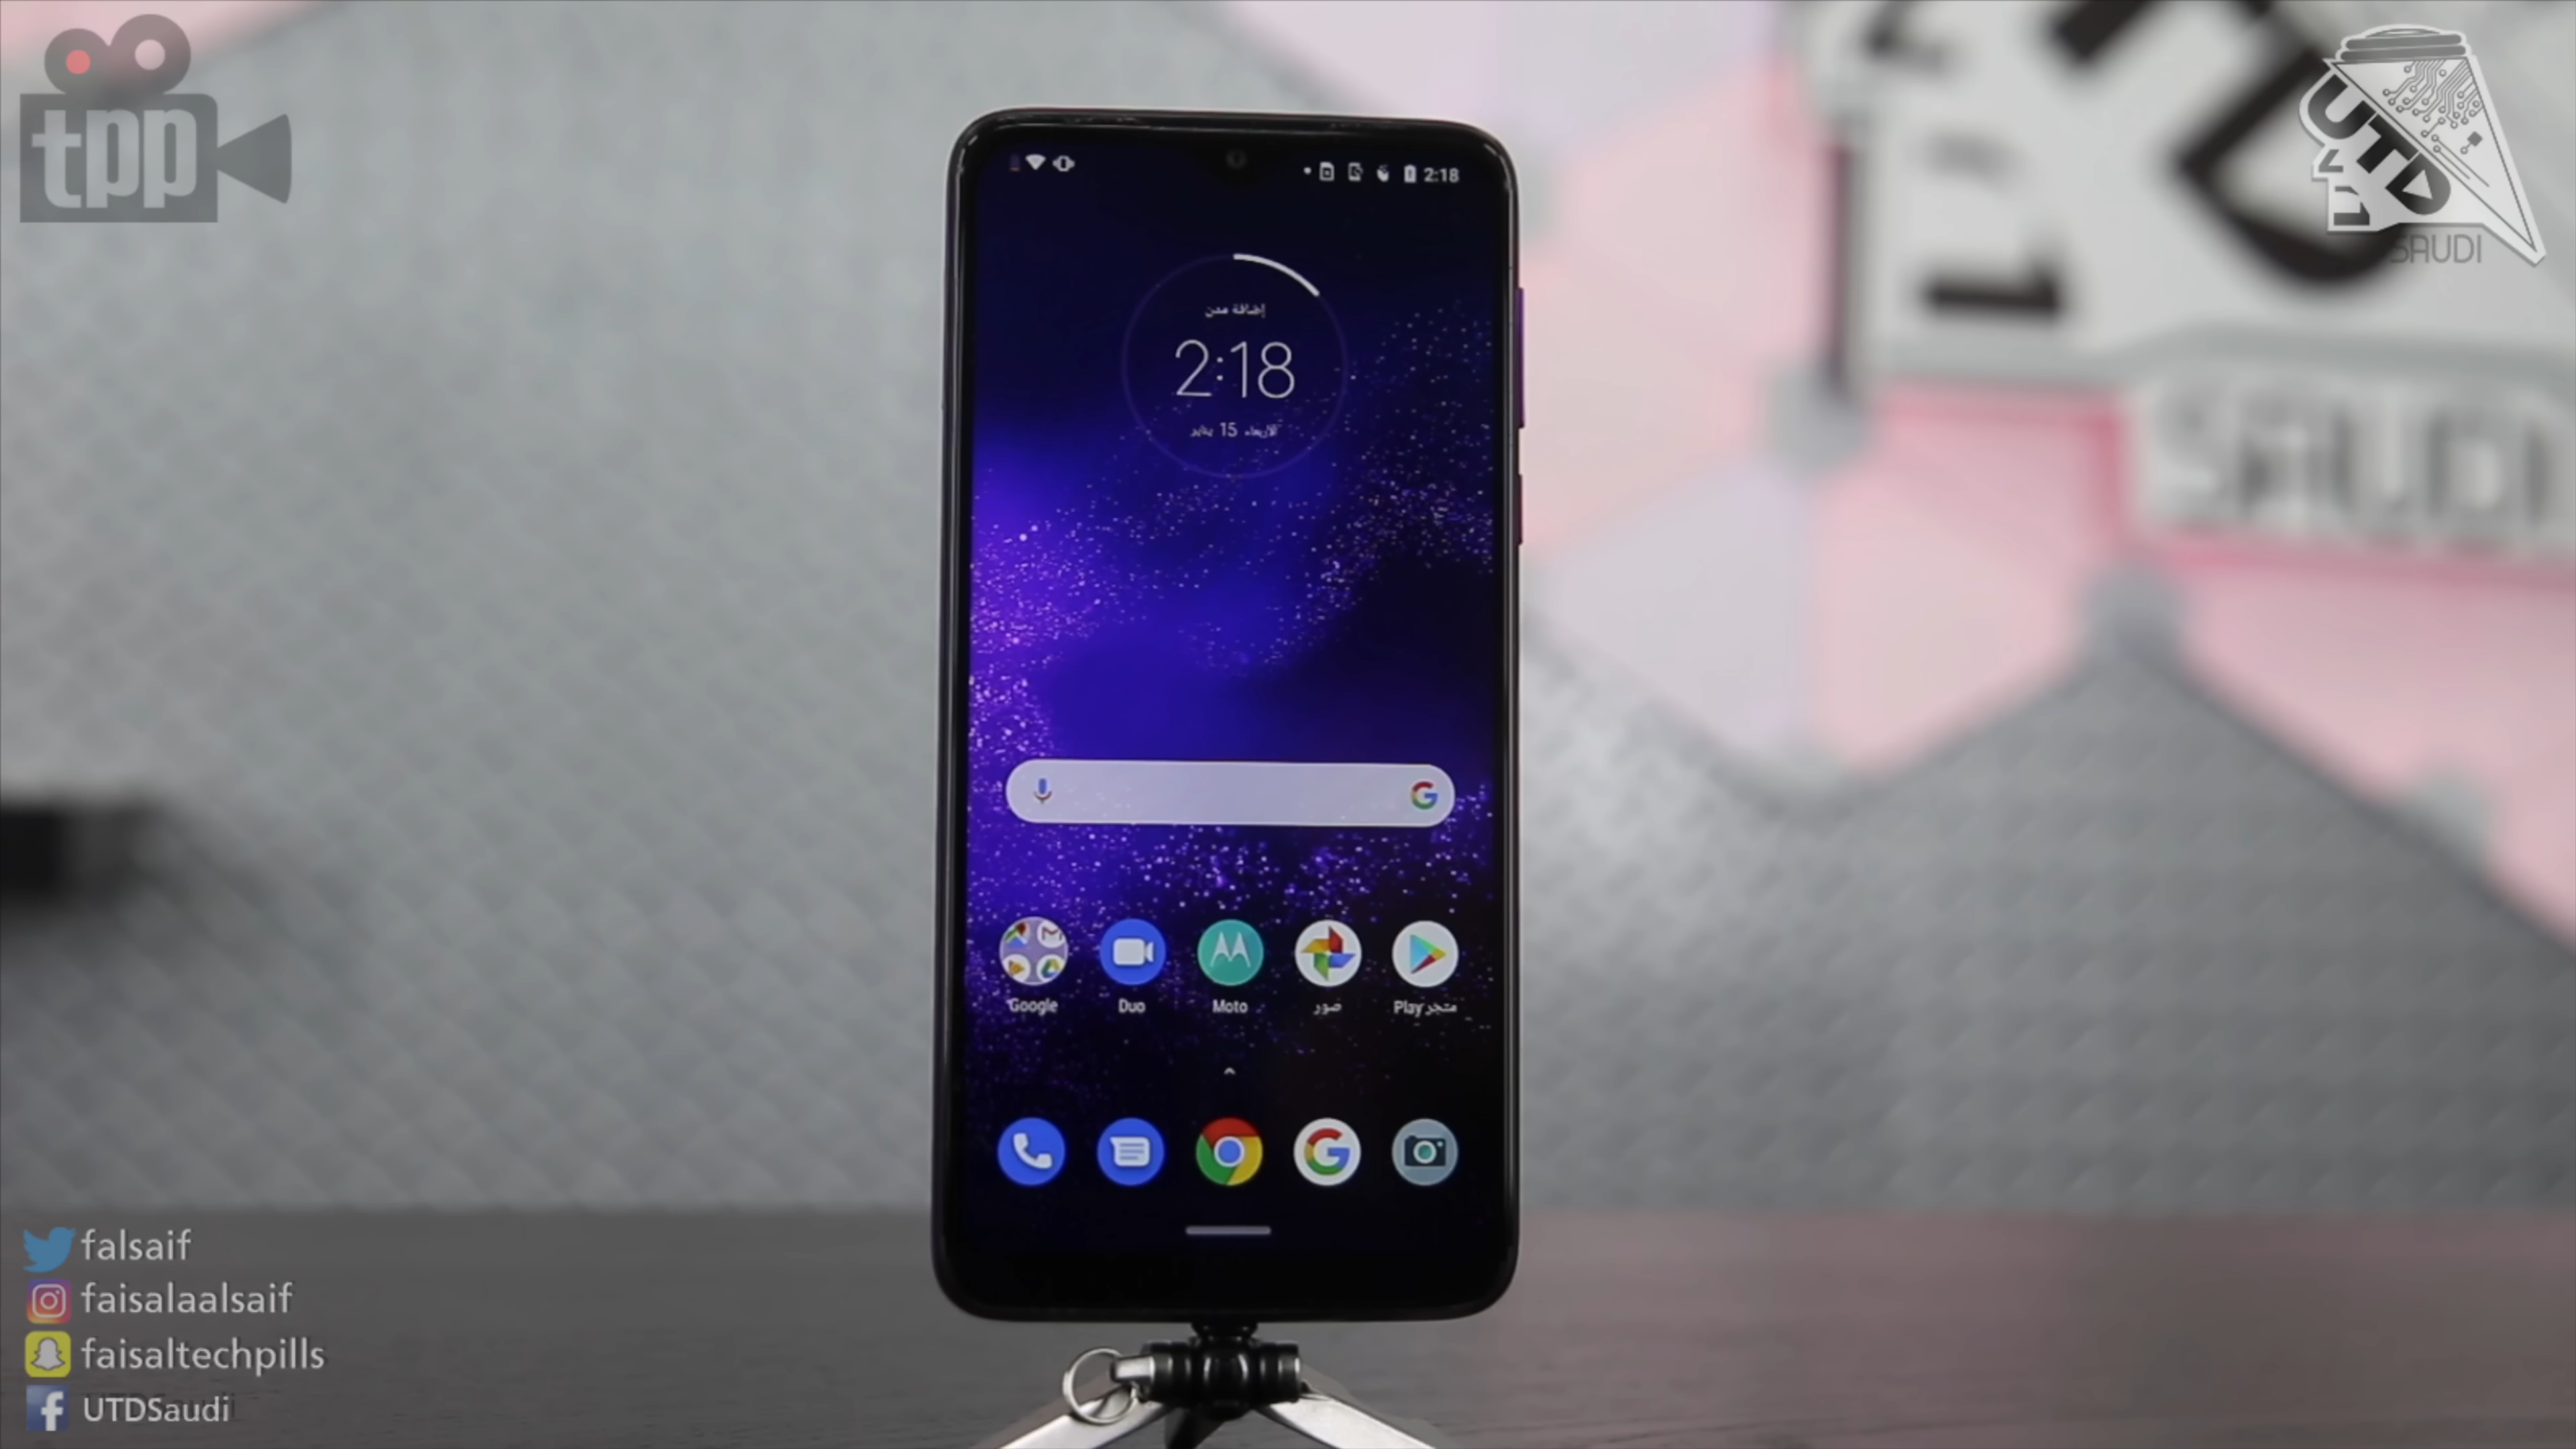 tpp
UTD
SAUDI
2:18
إضافة مدن
2:18
الأربعاء 15 يناير
SAUDI
Google
Duo
Moto
صور
متجر Play
falsaif
faisalaalsaif
faisaltechpills
UTDSaudi